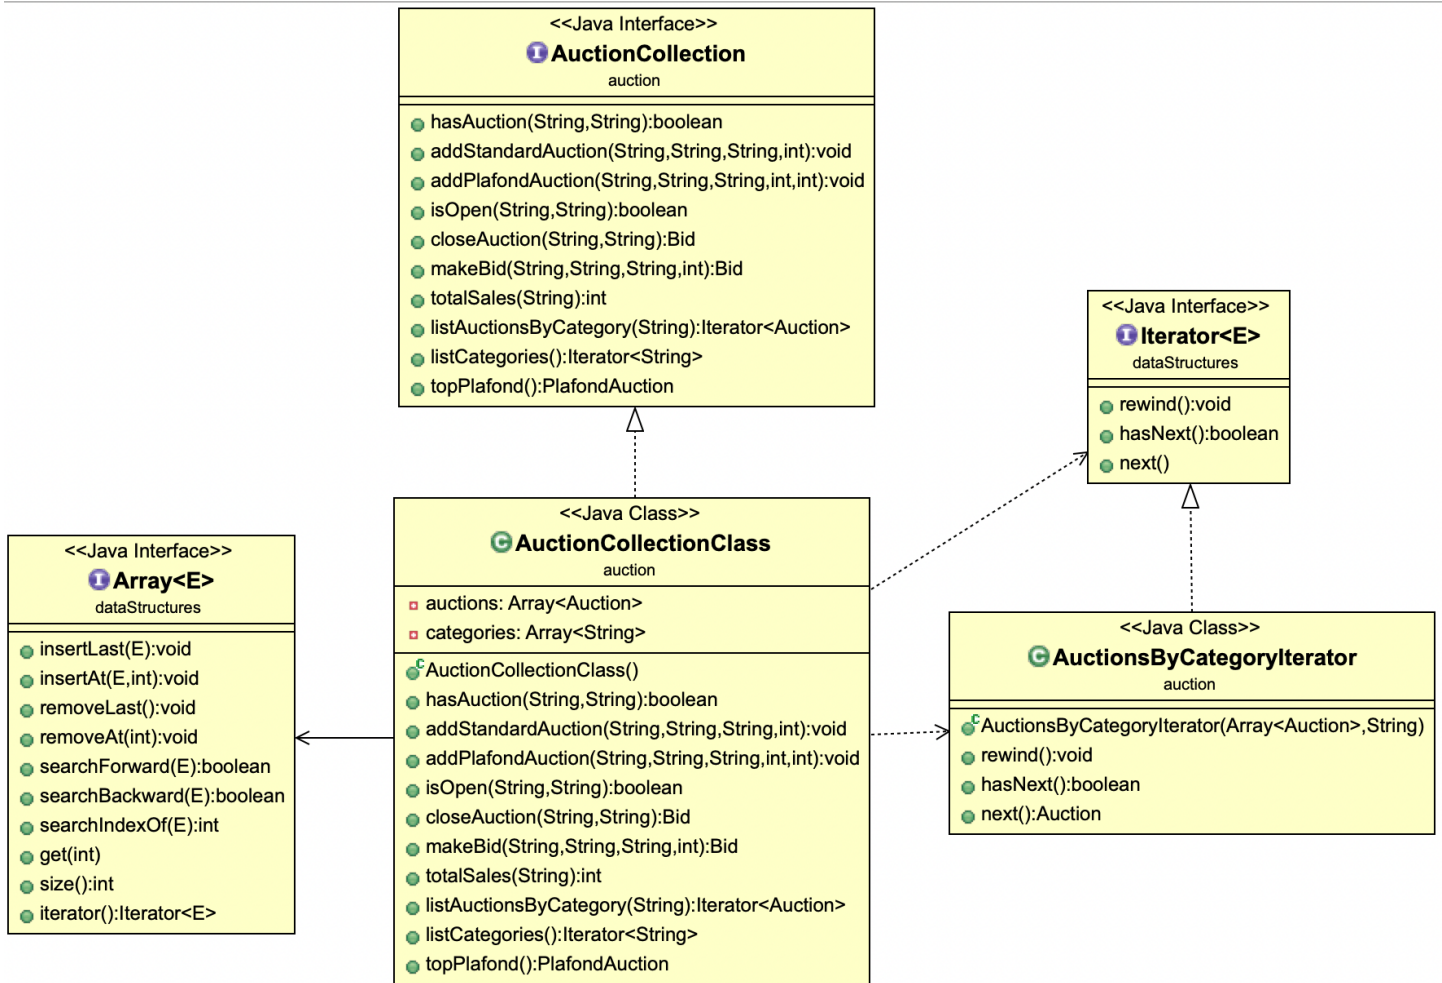 <<Java Interface>>
AuctionCollection
auction
hasAuction(String,String):boolean
addStandardAuction(String,String,String,int):void
addPlafondAuction(String,String,String,int,int):void
isOpen(String,String):boolean
closeAuction(String,String):Bid
makeBid(String,String,String,int):Bid
totalSales(String):int
listAuctionsByCategory(String):Iterator<Auction>
listCategories():Iterator<String>
topPlafond():PlafondAuction
<<Java Interface>>
Iterator<E>
dataStructures
rewind():void
hasNext():boolean
next()
<<Java Interface>>
Array<E>
dataStructures
insertLast(E):void
insertAt(E,int):void
removeLast():void
removeAt(int):void
searchForward(E):boolean
searchBackward(E):boolean
searchIndexOf(E):int
get(int)
size():int
iterator():Iterator<E>
<<Java Class>>
AuctionCollectionClass
auction
auctions: Array<Auction>
categories: Array<String>
AuctionCollectionClass()
hasAuction(String,String):boolean
addStandardAuction(String,String,String,int):void
addPlafondAuction(String,String,String,int,int):void
isOpen(String,String):boolean
closeAuction(String,String):Bid
makeBid(String,String,String,int):Bid
totalSales(String):int
listAuctionsByCategory(String):Iterator<Auction>
listCategories():Iterator<String>
topPlafond():PlafondAuction
<<Java Class>>
AuctionsByCategoryIterator
auction
AuctionsByCategoryIterator(Array<Auction>,String)
rewind():void
hasNext():boolean
next():Auction